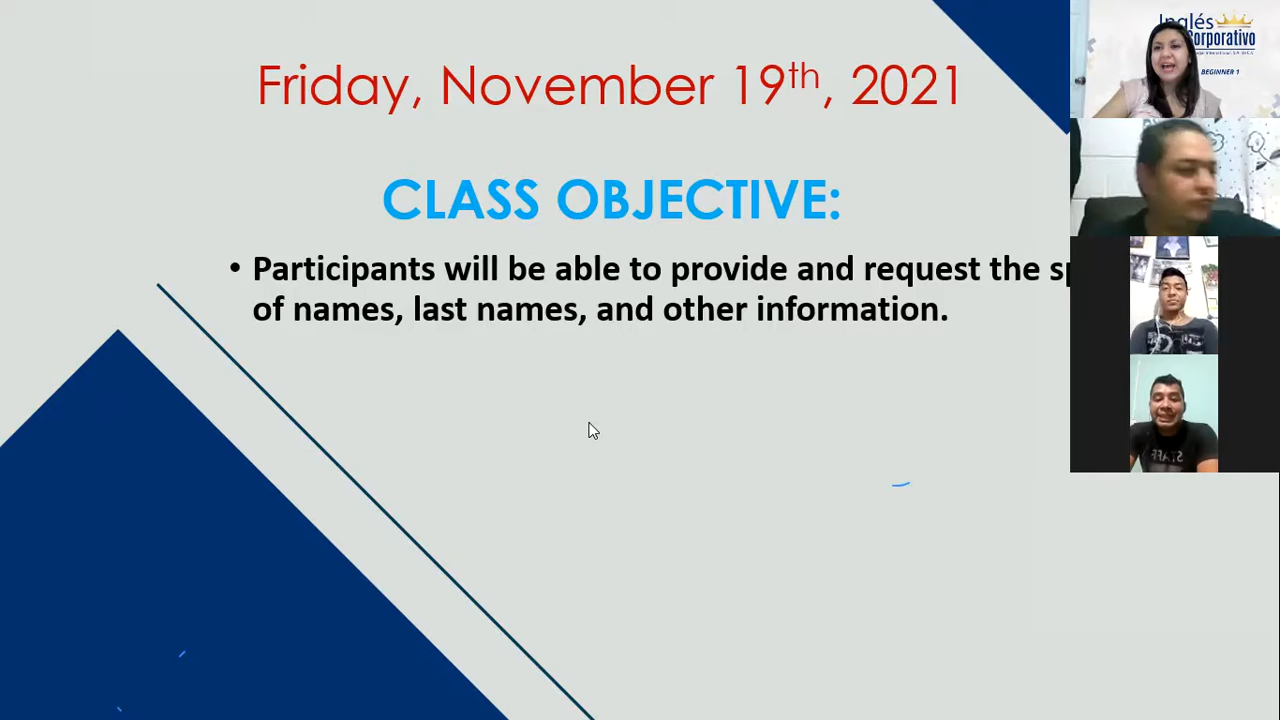 Friday, November 19th, 2021
CLASS OBJECTIVE:
• Participants will be able to provide and request the
of names, last names, and other information.
Inglés
Corporativo
BEGINNER 1
STAFF